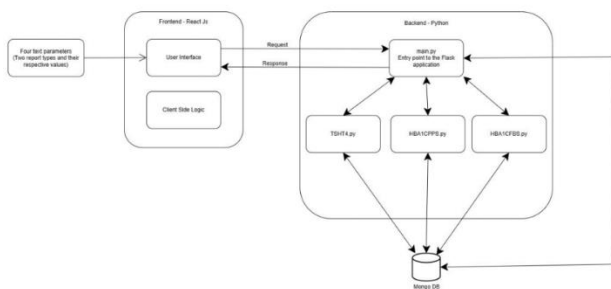 Frontend - React Js
Backend - Python
Four text parameters
(Two report types and their
respective values)
User Interface
Request
Response
main.py
Entry point to the Flask
application
Client Side Logic
TSHT4.py
HBA1CPPS.py
HBA1CFBS.py
Mongo DB